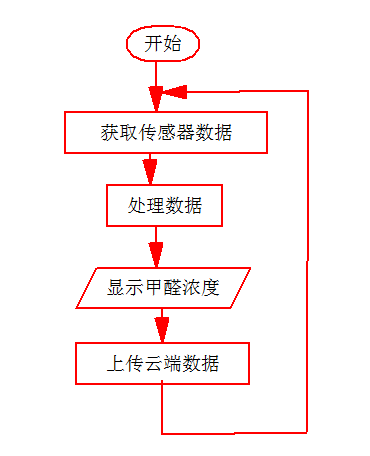 开始
获取传感器数据
处理数据
显示甲醛浓度
上传云端数据